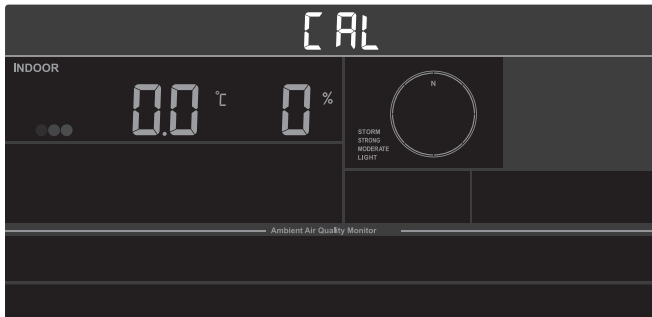 CAL
INDOOR
0.0 °C 0 %
N
STORM
STRONG
MODERATE
LIGHT
Ambient Air Quality Monitor